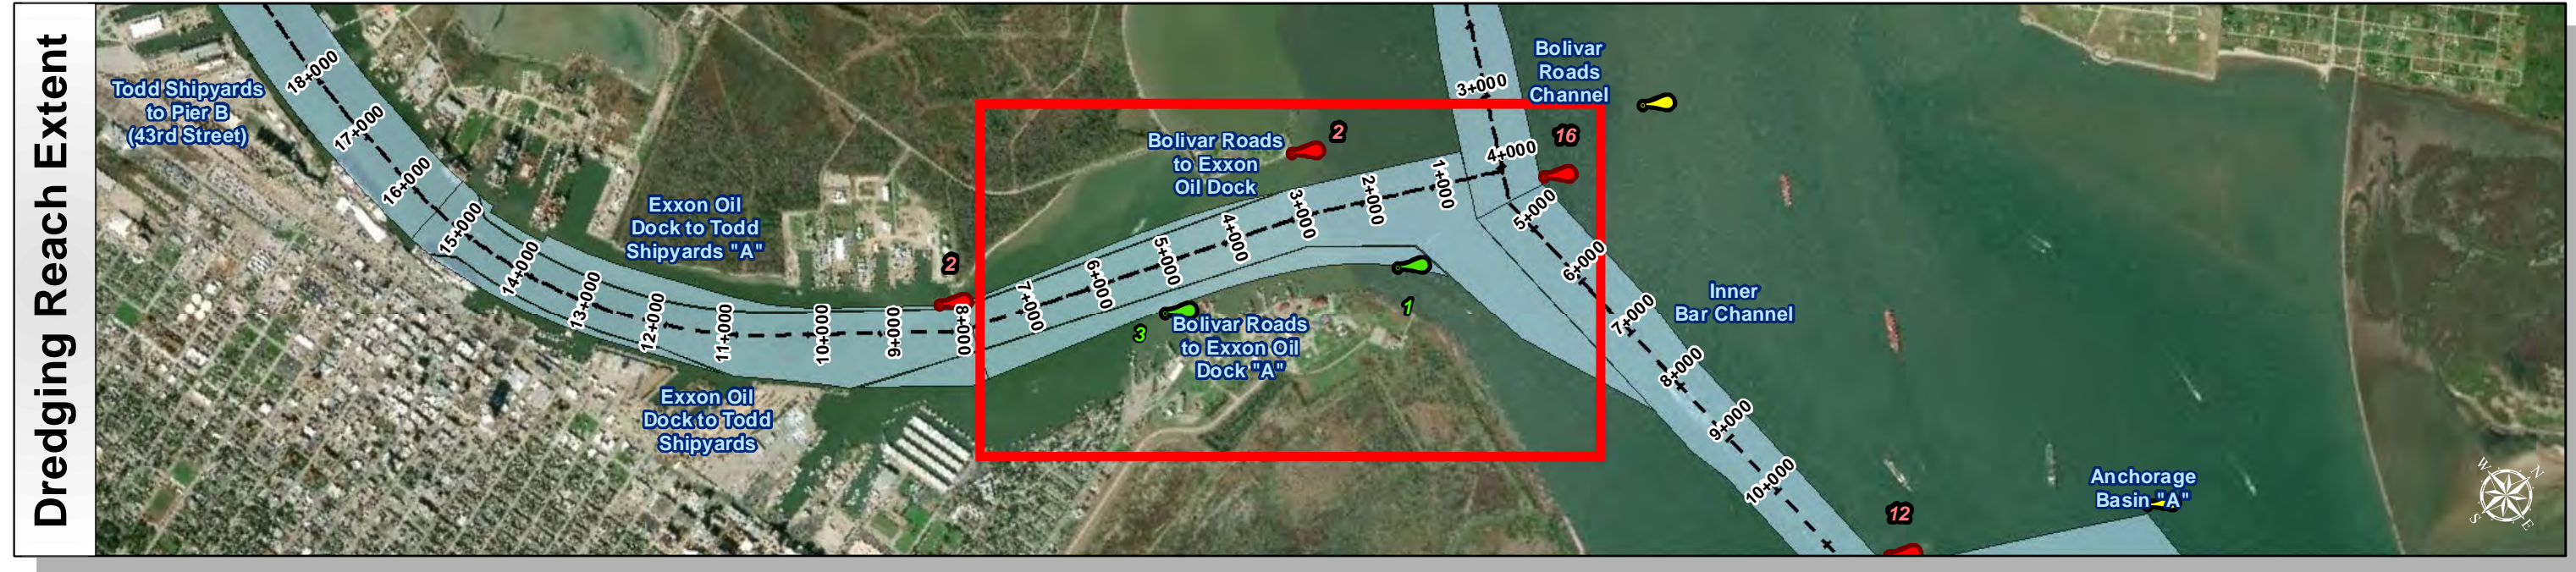 Dredging Reach Extent
Todd Shipyards
to Pier B
(43rd Street)
18+000
17+000
16+000
15+000
14+000
13+000
12+000
11+000
10+000
9+000
8+000
Exxon Oil
Dock to Todd
Shipyards "A"
Exxon Oil
Dock to Todd
Shipyards
2
7+000
6+000
5+000
4+000
3+000
2+000
1+000
Bolivar Roads
to Exxon
Oil Dock
2
3
Bolivar Roads
to Exxon Oil
Dock "A"
1
Bolivar
Roads
Channel
16
3+000
4+000
5+000
6+000
7+000
8+000
9+000
10+000
Inner
Bar Channel
12
Anchorage
Basin "A"
W
N
S
E